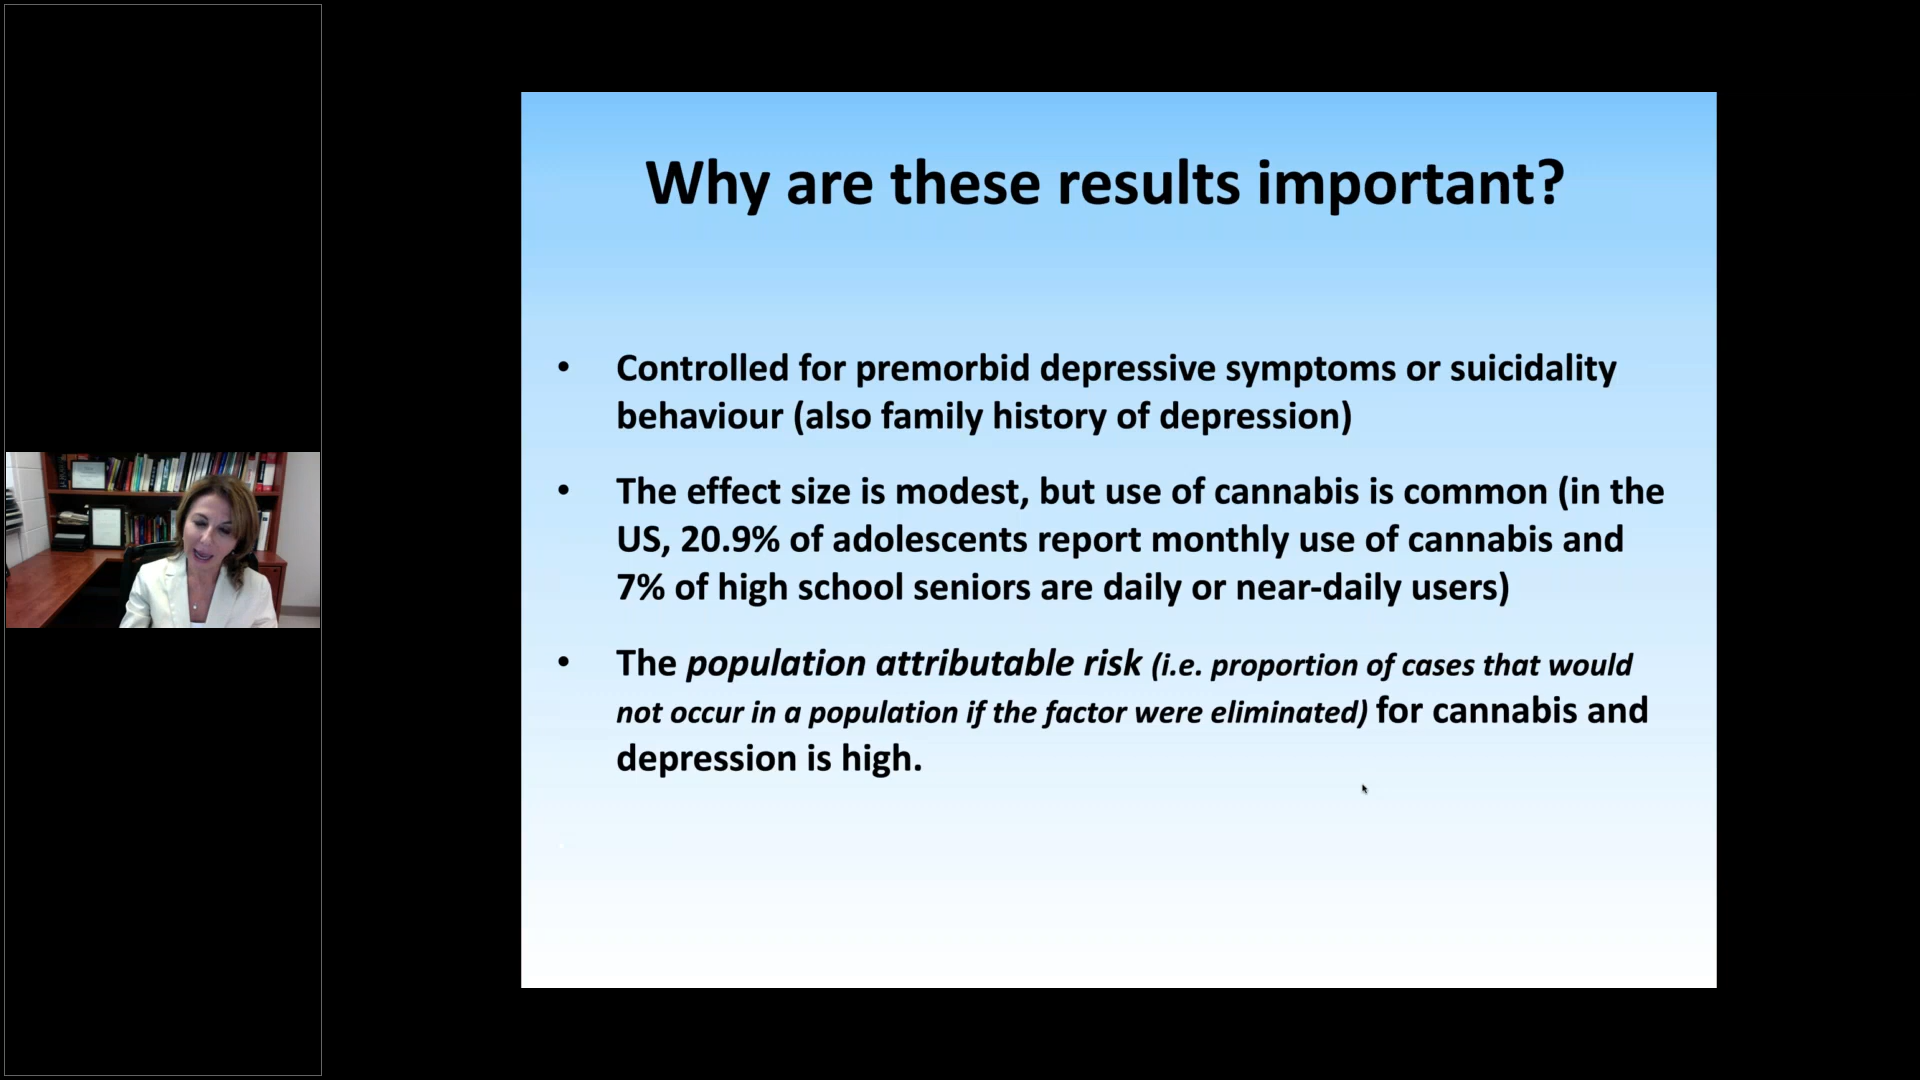 Why are these results important?
• Controlled for premorbid depressive symptoms or suicidality
behaviour (also family history of depression)
• The effect size is modest, but use of cannabis is common (in the
US, 20.9% of adolescents report monthly use of cannabis and
7% of high school seniors are daily or near-daily users)
• The population attributable risk (i.e. proportion of cases that would
not occur in a population if the factor were eliminated) for cannabis and
depression is high.